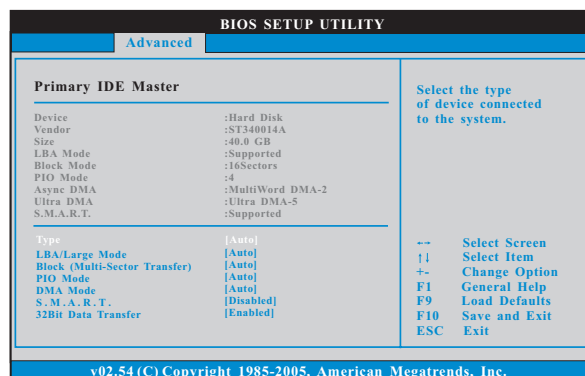 BIOS SETUP UTILITY
Advanced
Primary IDE Master
Device :Hard Disk
Vendor :ST340014A
Size :40.0 GB
LBA Mode :Supported
Block Mode :16Sectors
PIO Mode :4
Async DMA :MultiWord DMA-2
Ultra DMA :Ultra DMA-5
S.M.A.R.T. :Supported
Type [Auto]
LBA/Large Mode [Auto]
Block (Multi-Sector Transfer) [Auto]
PIO Mode [Auto]
DMA Mode [Auto]
S.M.A.R.T. [Disabled]
32Bit Data Transfer [Enabled]
Select the type
of device connected
to the system.
←→ Select Screen
↑↓ Select Item
+- Change Option
F1 General Help
F9 Load Defaults
F10 Save and Exit
ESC Exit
v02.54 (C) Copyright 1985-2005, American Megatrends, Inc.